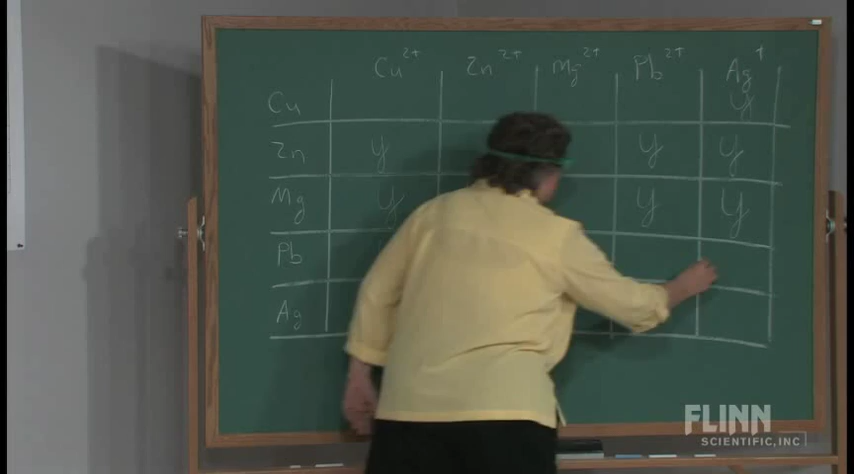 Cu²⁺ Zn²⁺ Mg²⁺ Pb²⁺ Ag⁺
Cu y
Zn y y y
Mg y y y
Pb
Ag
FLINN
SCIENTIFIC, INC